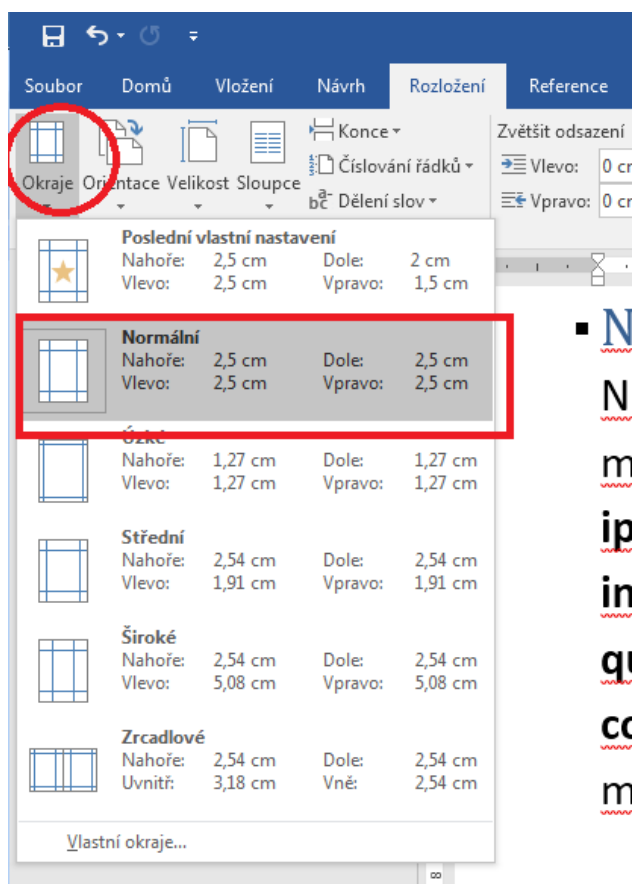 Soubor Domů Vložení Návrh Rozložení Reference
Okraje Orientace Velikost Sloupce
Konce
Číslování řádků
Dělení slov
Zvětšit odsazení
Vlevo: 0 cm
Vpravo: 0 cm
Poslední vlastní nastavení
Nahoře: 2,5 cm Dole: 2 cm
Vlevo: 2,5 cm Vpravo: 1,5 cm
Normální
Nahoře: 2,5 cm Dole: 2,5 cm
Vlevo: 2,5 cm Vpravo: 2,5 cm
Úzké
Nahoře: 1,27 cm Dole: 1,27 cm
Vlevo: 1,27 cm Vpravo: 1,27 cm
Střední
Nahoře: 2,54 cm Dole: 2,54 cm
Vlevo: 1,91 cm Vpravo: 1,91 cm
Široké
Nahoře: 2,54 cm Dole: 2,54 cm
Vlevo: 5,08 cm Vpravo: 5,08 cm
Zrcadlové
Nahoře: 2,54 cm Dole: 2,54 cm
Uvnitř: 3,18 cm Vně: 2,54 cm
Vlastní okraje...